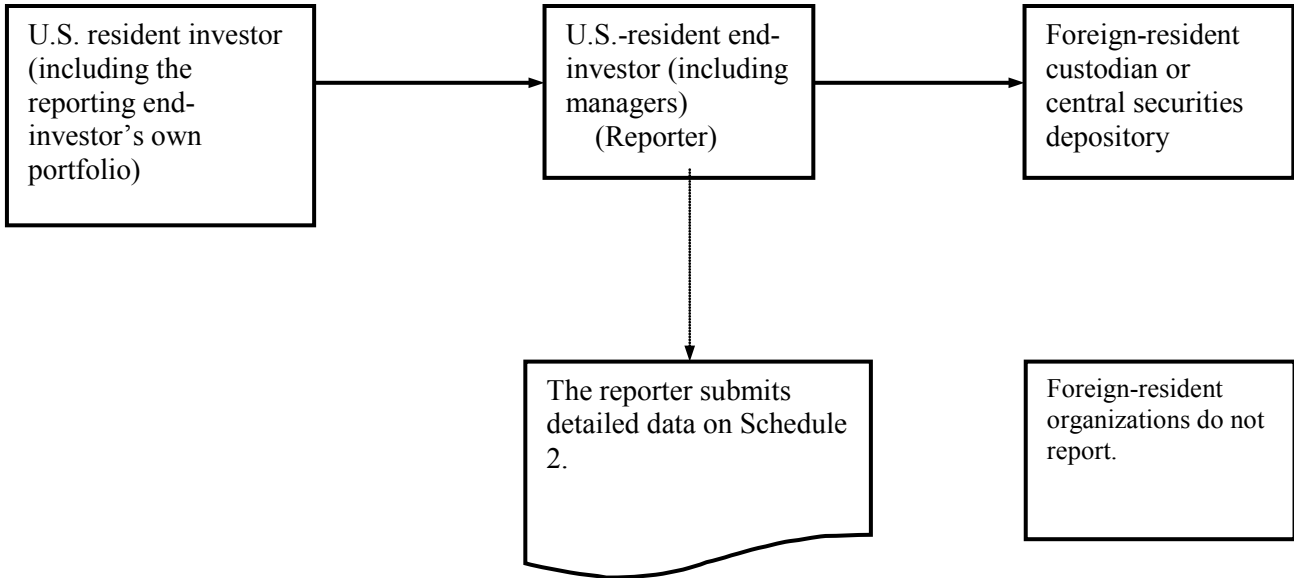 U.S. resident investor
(including the
reporting end-
investor’s own
portfolio)
U.S.-resident end-
investor (including
managers)
(Reporter)
Foreign-resident
custodian or
central securities
depository
The reporter submits
detailed data on Schedule
2.
Foreign-resident
organizations do not
report.